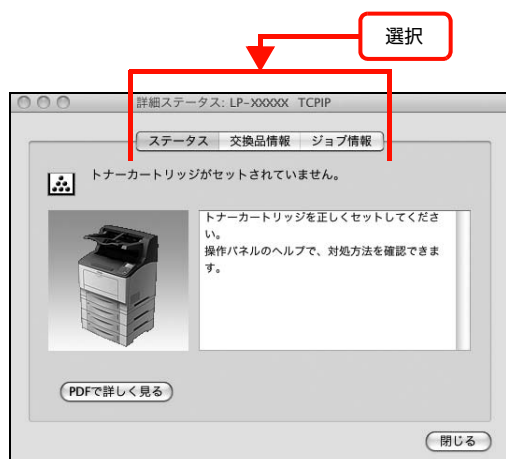 選択
詳細ステータス: LP-XXXXX TCPIP
ステータス 交換品情報 ジョブ情報
トナーカートリッジがセットされていません。
トナーカートリッジを正しくセットしてくださ
い。
操作パネルのヘルプで、対処方法を確認できま
す。
PDFで詳しく見る
閉じる